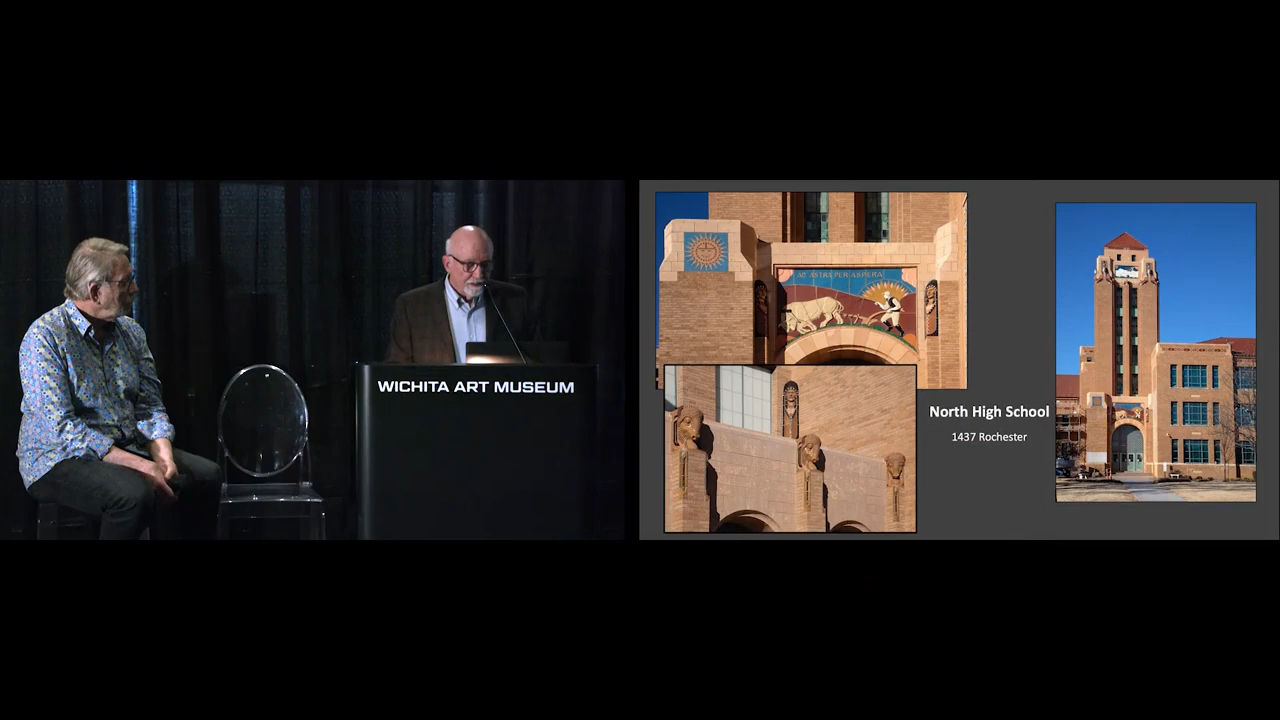 WICHITA ART MUSEUM
AD ASTRA PER ASPERA
North High School
1437 Rochester